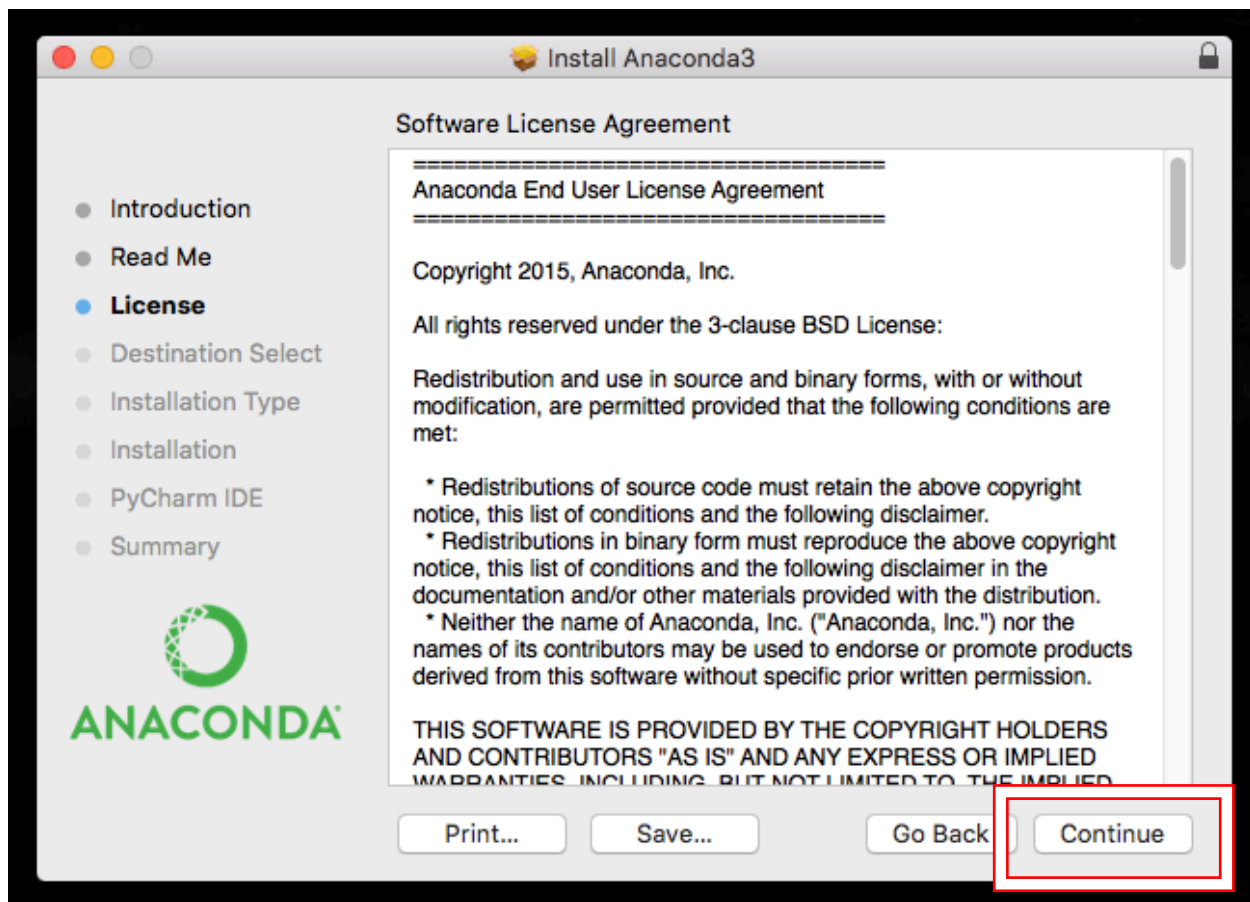 Install Anaconda3
Software License Agreement
Introduction
Read Me
License
Destination Select
Installation Type
Installation
PyCharm IDE
Summary
ANACONDA
===================================
Anaconda End User License Agreement
===================================
Copyright 2015, Anaconda, Inc.
All rights reserved under the 3-clause BSD License:
Redistribution and use in source and binary forms, with or without
modification, are permitted provided that the following conditions are
met:
* Redistributions of source code must retain the above copyright
notice, this list of conditions and the following disclaimer.
* Redistributions in binary form must reproduce the above copyright
notice, this list of conditions and the following disclaimer in the
documentation and/or other materials provided with the distribution.
* Neither the name of Anaconda, Inc. ("Anaconda, Inc.") nor the
names of its contributors may be used to endorse or promote products
derived from this software without specific prior written permission.
THIS SOFTWARE IS PROVIDED BY THE COPYRIGHT HOLDERS
AND CONTRIBUTORS "AS IS" AND ANY EXPRESS OR IMPLIED
WARRANTIES, INCLUDING, BUT NOT LIMITED TO, THE IMPLIED
Print...
Save...
Go Back
Continue